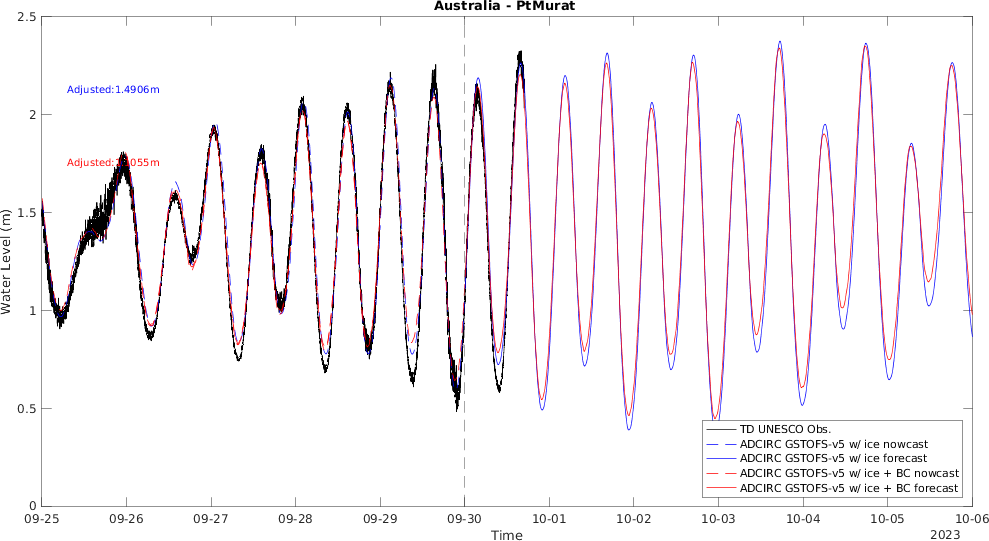 Australia - PtMurat
2.5
2
1.5
1
0.5
0
Water Level (m)
Adjusted:1.4906m
TD UNESCO Obs.
ADCIRC GSTOFS-v5 w/ ice nowcast
ADCIRC GSTOFS-v5 w/ ice forecast
ADCIRC GSTOFS-v5 w/ ice + BC nowcast
ADCIRC GSTOFS-v5 w/ ice + BC forecast
09-25 09-26 09-27 09-28 09-29 09-30 10-01 10-02 10-03 10-04 10-05 10-06
Time
2023